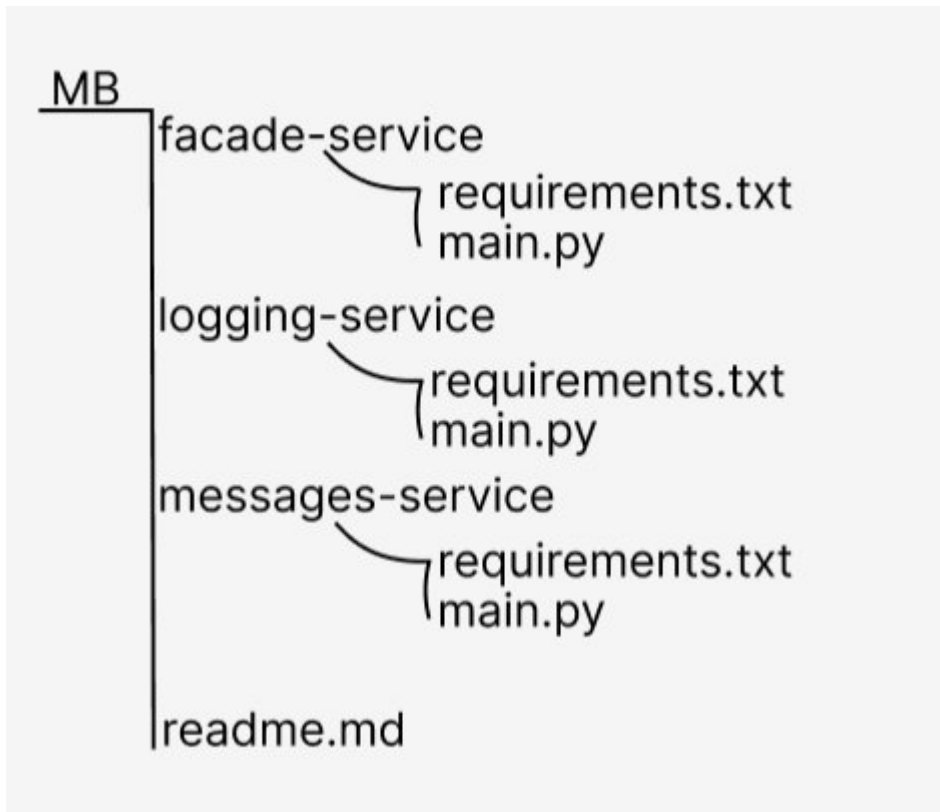 MB
facade-service
requirements.txt
main.py
logging-service
requirements.txt
main.py
messages-service
requirements.txt
main.py
readme.md